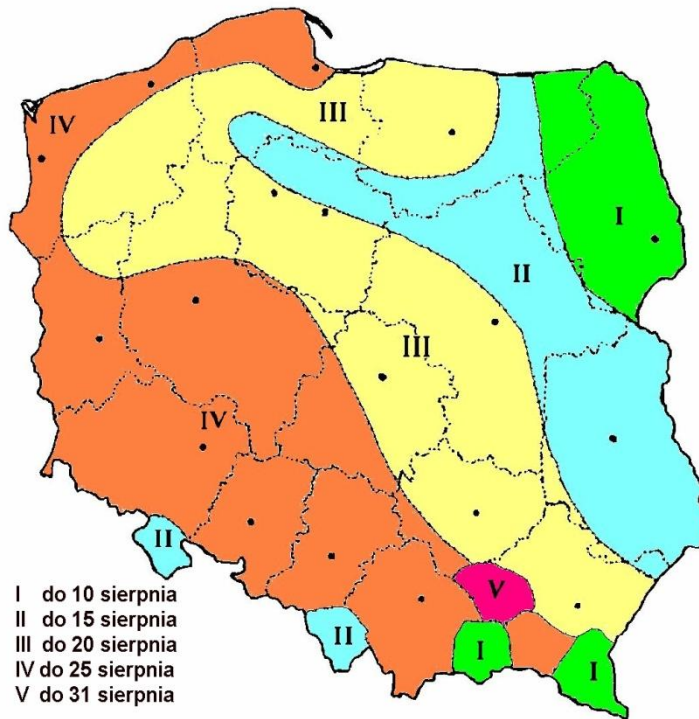 III
IV
I
II
III
IV
II
V
II
I
I
I do 10 sierpnia
II do 15 sierpnia
III do 20 sierpnia
IV do 25 sierpnia
V do 31 sierpnia